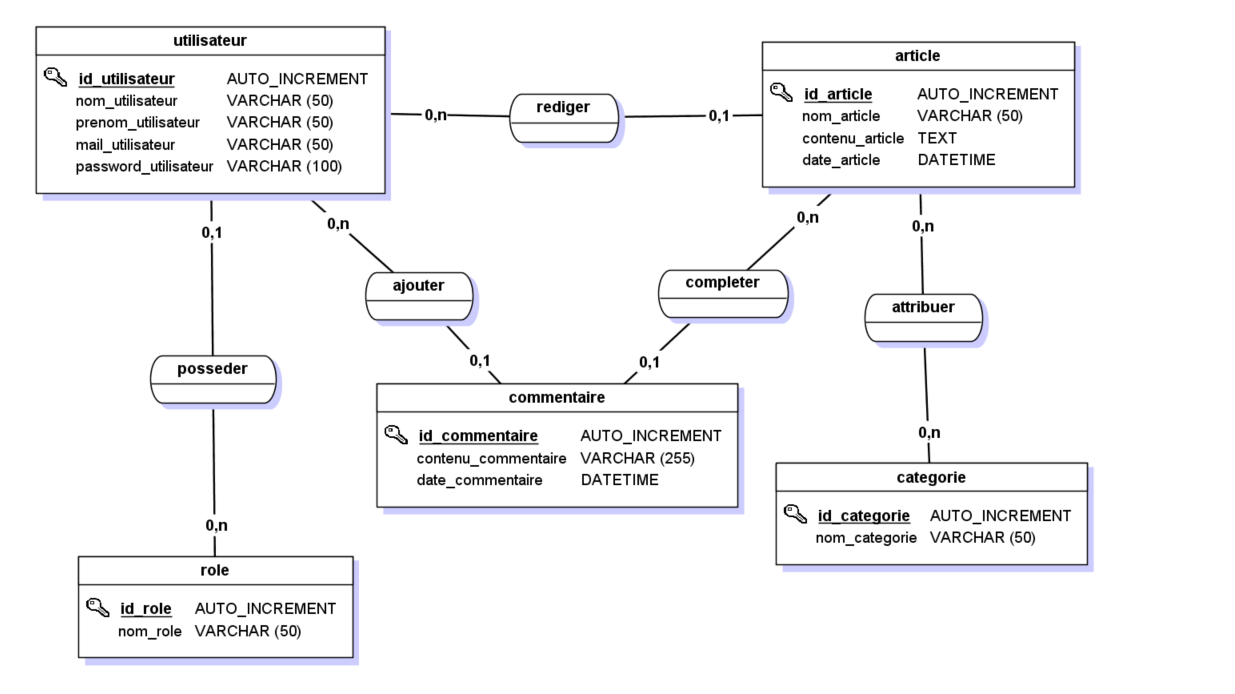 utilisateur
id_utilisateur AUTO_INCREMENT
nom_utilisateur VARCHAR (50)
prenom_utilisateur VARCHAR (50)
mail_utilisateur VARCHAR (50)
password_utilisateur VARCHAR (100)
0,n
rediger
0,1
article
id_article AUTO_INCREMENT
nom_article VARCHAR (50)
contenu_article TEXT
date_article DATETIME
0,1
0,n
0,n
0,n
ajouter
completer
attribuer
posseder
0,1
0,1
0,n
commentaire
id_commentaire AUTO_INCREMENT
contenu_commentaire VARCHAR (255)
date_commentaire DATETIME
categorie
id_categorie AUTO_INCREMENT
nom_categorie VARCHAR (50)
0,n
role
id_role AUTO_INCREMENT
nom_role VARCHAR (50)